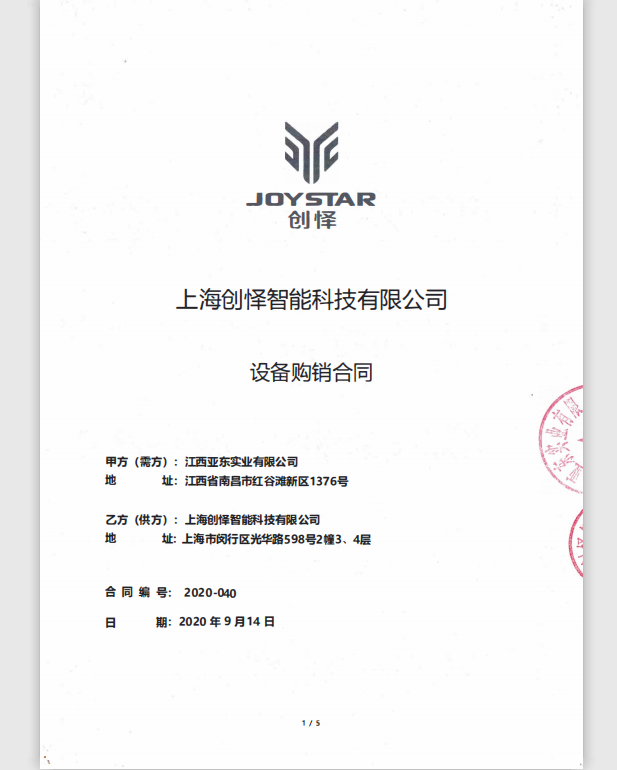 JOYSTAR
创怿
上海创怿智能科技有限公司
设备购销合同
甲方（需方）：江西亚东实业有限公司
地 址：江西省南昌市红谷滩新区1376号
乙方（供方）：上海创怿智能科技有限公司
地 址：上海市闵行区光华路598号2幢3、4层
合 同 编 号： 2020-040
日 期：2020 年 9 月14 日
1 / 5
实业有限